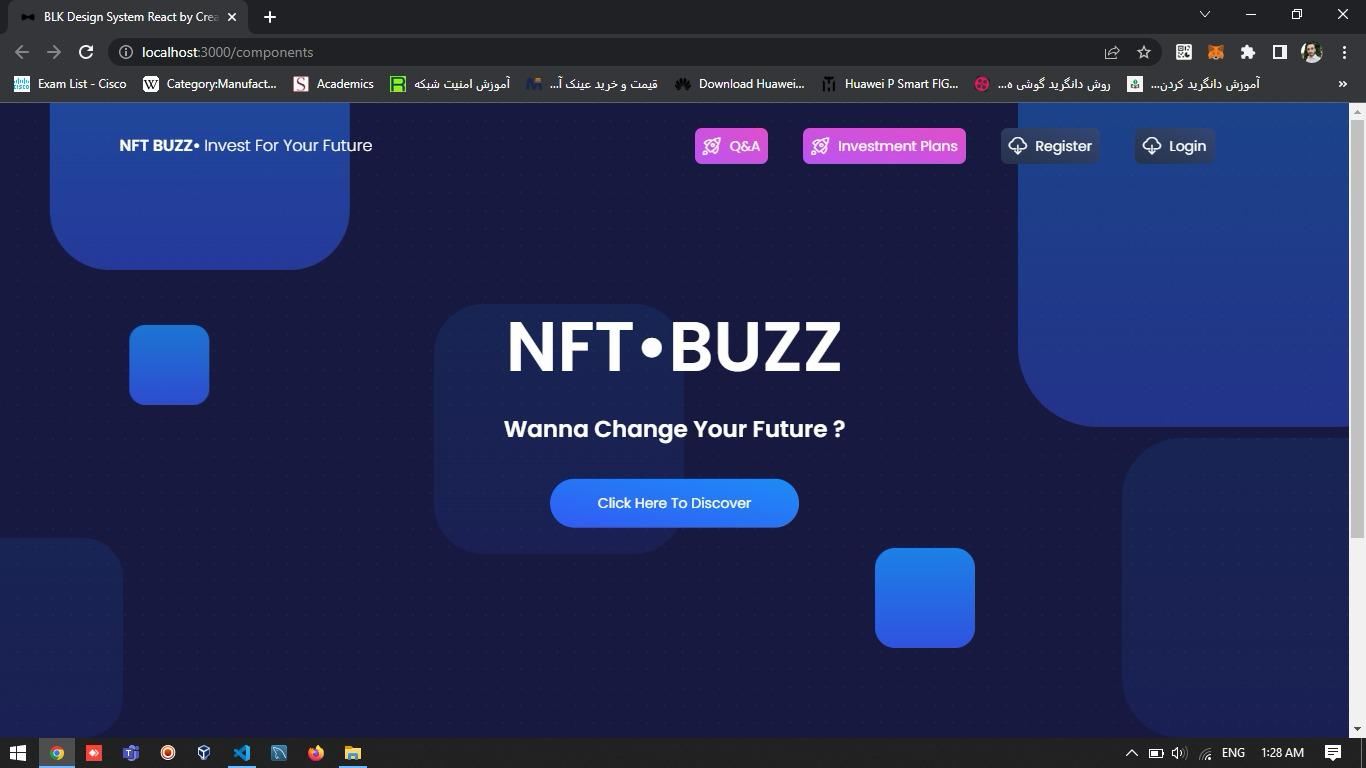 BLK Design System React by Crea
localhost:3000/components
Exam List - Cisco
Category:Manufact...
Academics
آموزش امنیت شبکه
قیمت و خرید عینک آ...
Download Huawei...
Huawei P Smart FIG...
روش دانگرید گوشی ه...
آموزش دانگرید کردن...
NFT BUZZ• Invest For Your Future
Q&A
Investment Plans
Register
Login
NFT•BUZZ
Wanna Change Your Future ?
Click Here To Discover
ENG
1:28 AM